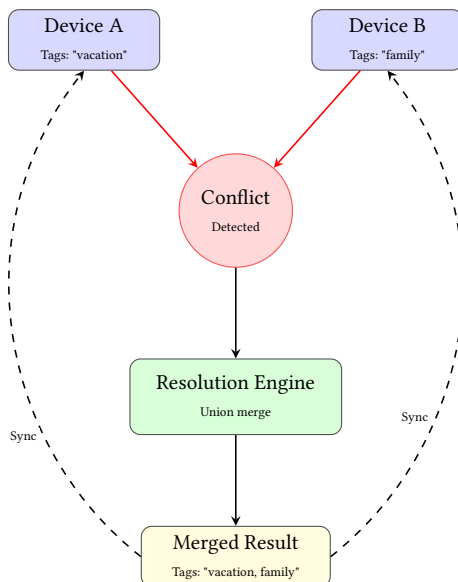 Device A
Tags: "vacation"
Device B
Tags: "family"
Conflict
Detected
Resolution Engine
Union merge
Sync
Sync
Merged Result
Tags: "vacation, family"